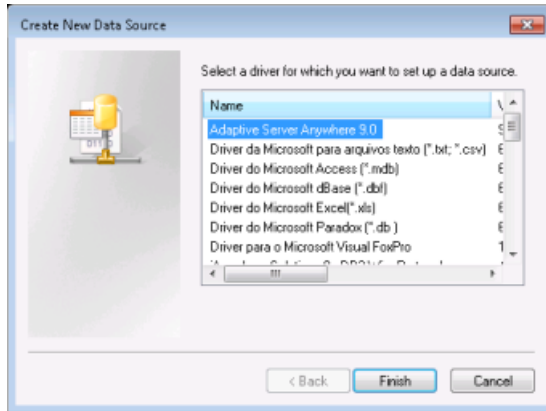 Create New Data Source
Select a driver for which you want to set up a data source.
Name
Adaptive Server Anywhere 9.0
Driver da Microsoft para arquivos texto (*.txt; *.csv)
Driver do Microsoft Access (*.mdb)
Driver do Microsoft dBase (*.dbf)
Driver do Microsoft Excel(*.xls)
Driver do Microsoft Paradox (*.db )
Driver para o Microsoft Visual FoxPro
< Back
Finish
Cancel